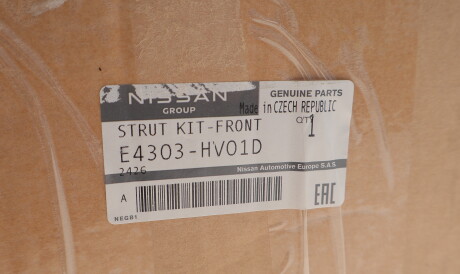 NISSAN
GROUP
GENUINE PARTS
Made in CZECH REPUBLIC
QTY
1
STRUT KIT-FRONT
E4303-HV01D
2426
Nissan Automotive Europe S.A.S.
A
EAC
NEGR1